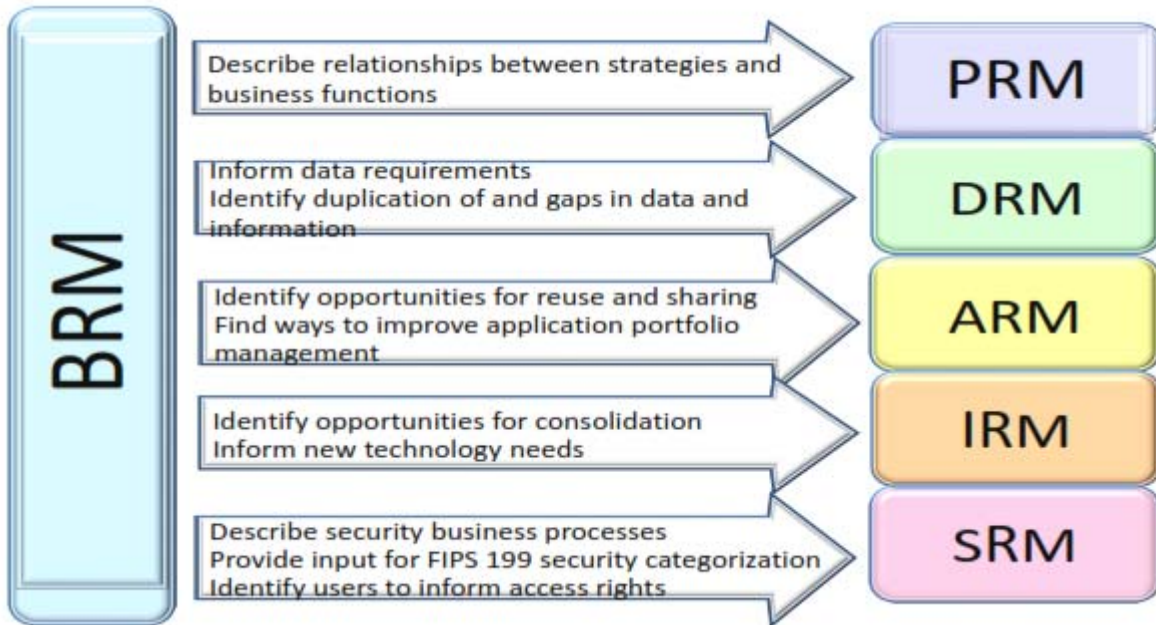 BRM
Describe relationships between strategies and
business functions
PRM
Inform data requirements
Identify duplication of and gaps in data and
information
DRM
Identify opportunities for reuse and sharing
Find ways to improve application portfolio
management
ARM
Identify opportunities for consolidation
Inform new technology needs
IRM
Describe security business processes
Provide input for FIPS 199 security categorization
Identify users to inform access rights
SRM